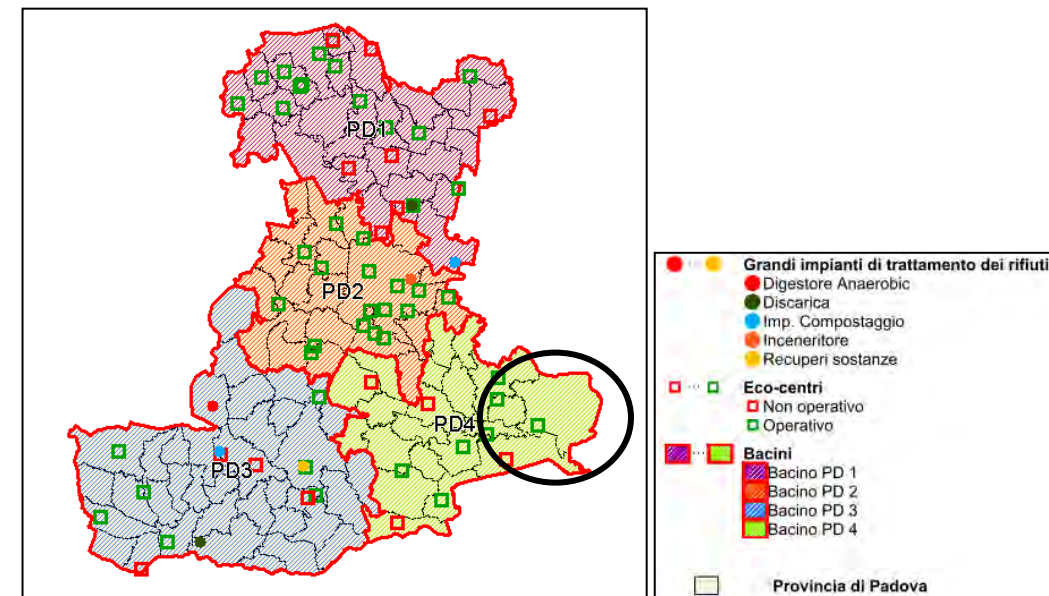 PD1
PD2
PD4
PD3
Grandi impianti di trattamento dei rifiuti
Digestore Anaerobic
Discarica
Imp. Compostaggio
Inceneritore
Recuperi sostanze
Eco-centri
Non operativo
Operativo
Bacini
Bacino PD 1
Bacino PD 2
Bacino PD 3
Bacino PD 4
Provincia di Padova